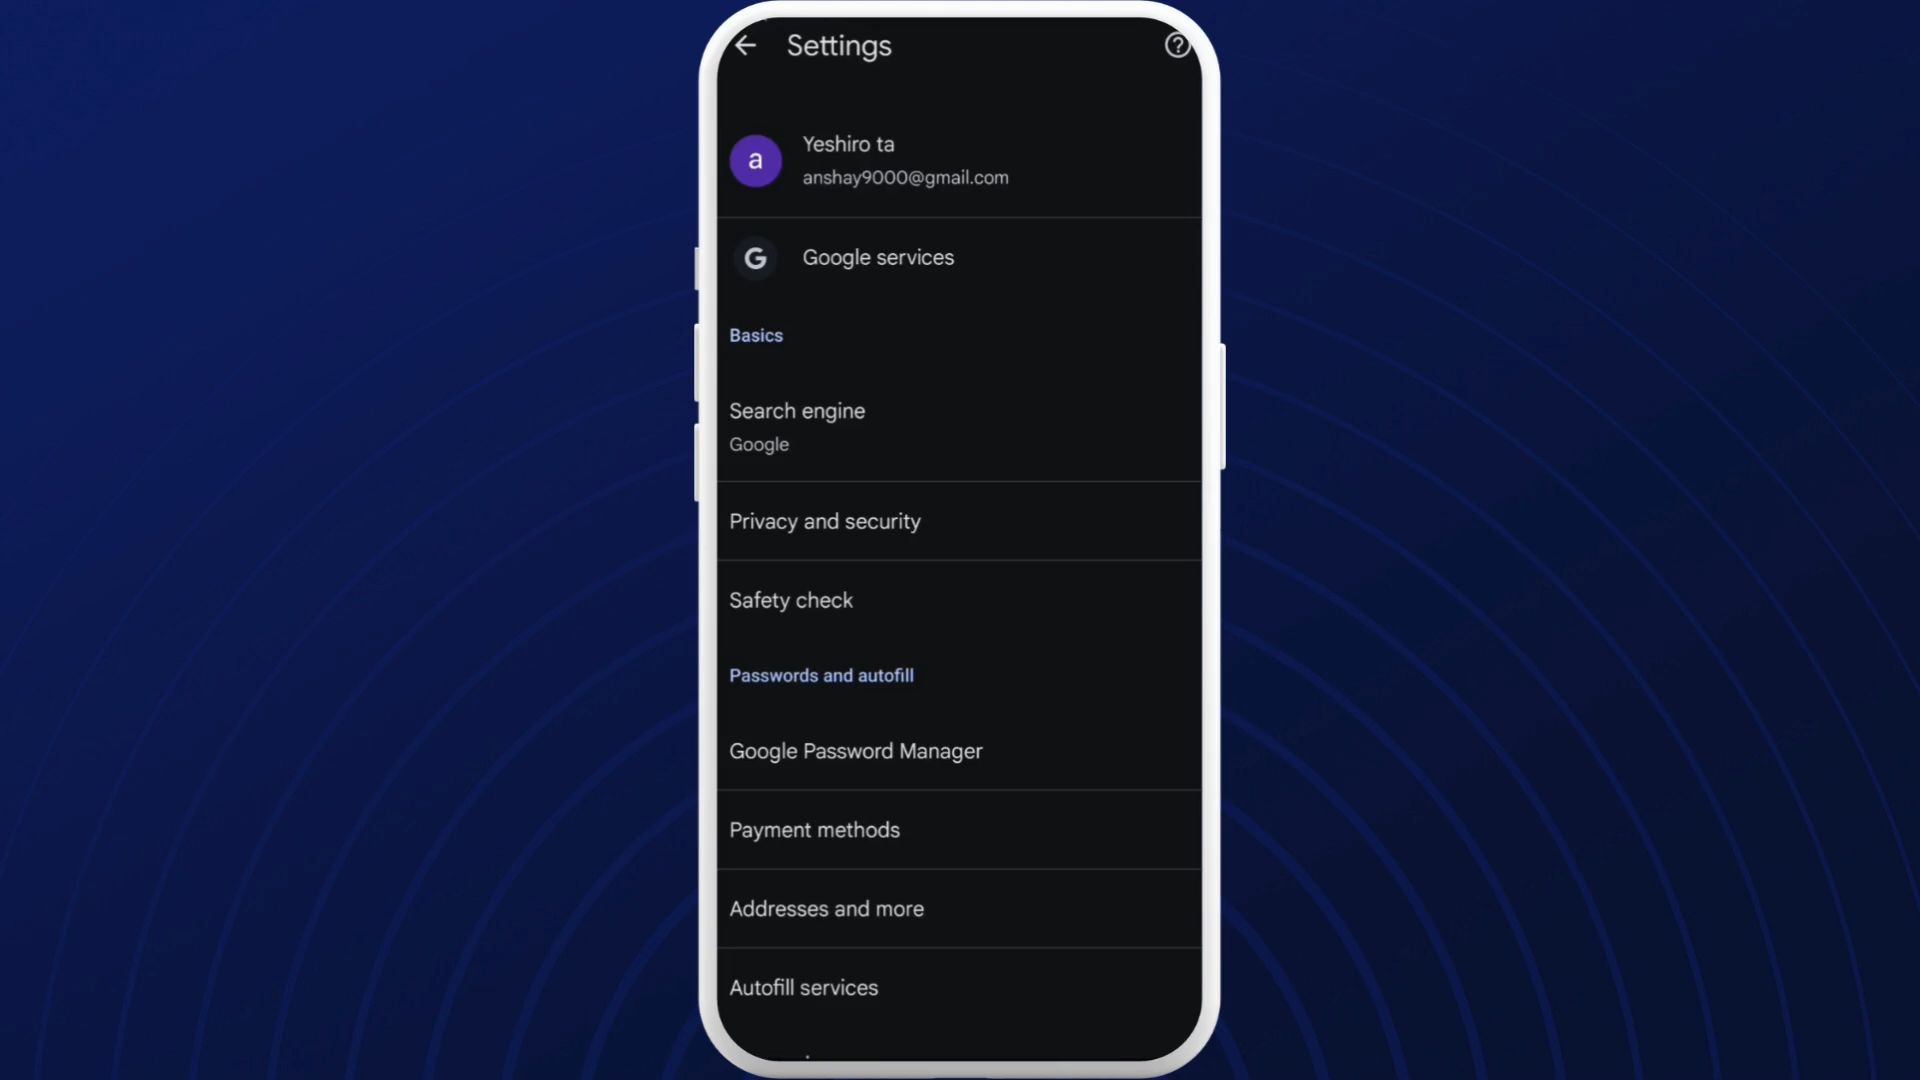 Settings
a
Yeshiro ta
anshay9000@gmail.com
G
Google services
Basics
Search engine
Google
Privacy and security
Safety check
Passwords and autofill
Google Password Manager
Payment methods
Addresses and more
Autofill services